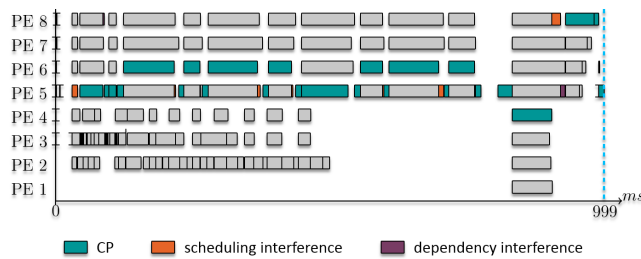 PE 8
PE 7
PE 6
PE 5
PE 4
PE 3
PE 2
PE 1
0 999 ms
CP scheduling interference dependency interference